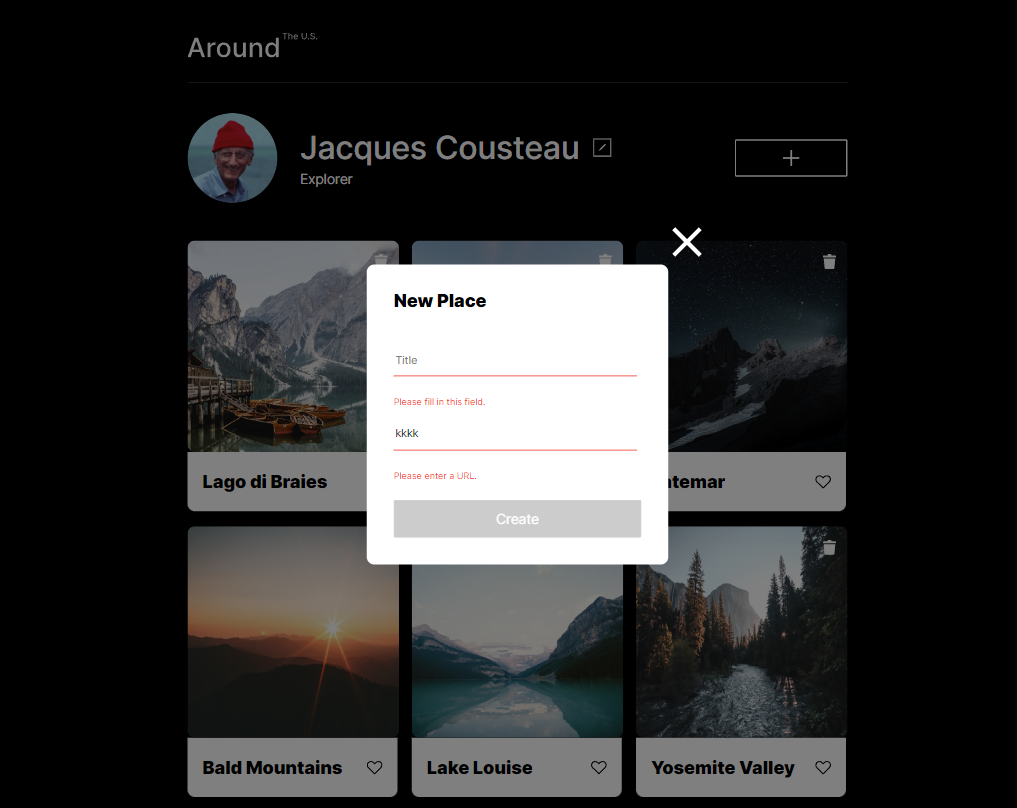 Around The U.S.
Jacques Cousteau
Explorer
New Place
Title
Please fill in this field.
kkkk
Please enter a URL.
Create
Lago di Braies
temar
Bald Mountains
Lake Louise
Yosemite Valley